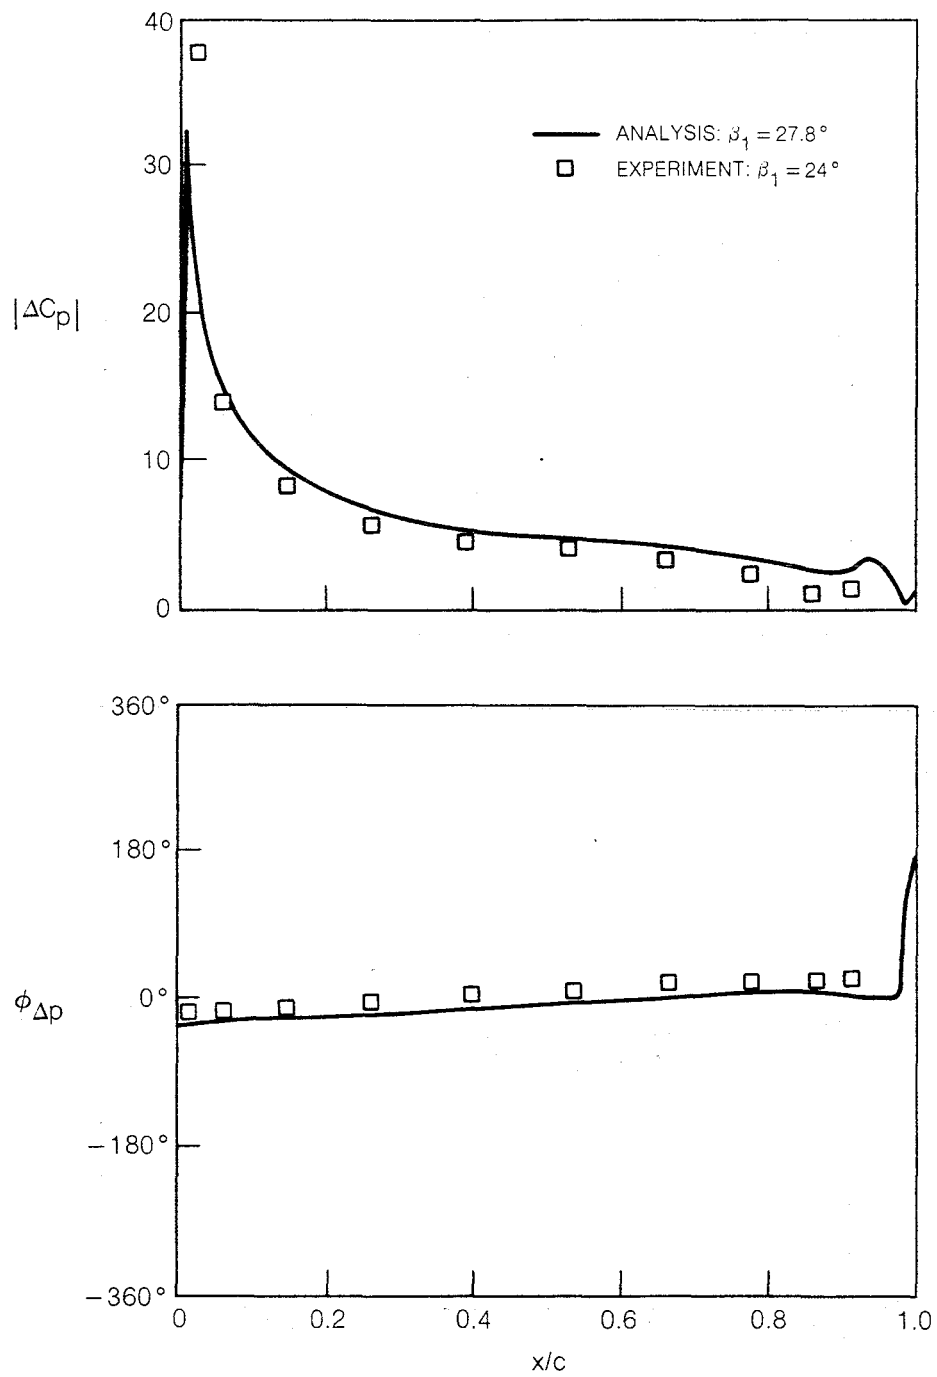 40
ANALYSIS: β₁ = 27.8°
30
EXPERIMENT: β₁ = 24°
|ΔCp|
20
10
0
360°
180°
ϕΔp
0°
−180°
−360°
0 0.2 0.4 0.6 0.8 1.0
x/c